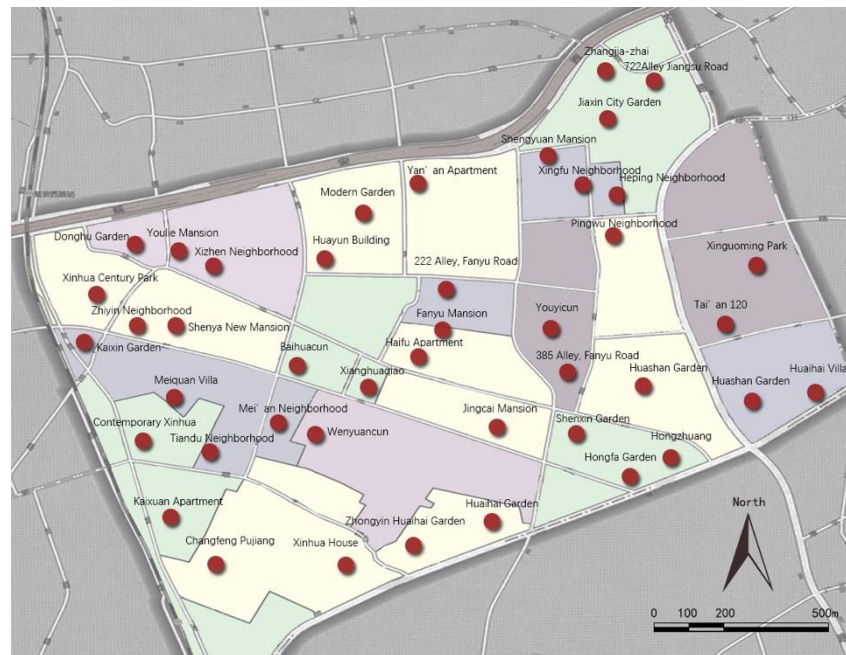 Zhangjia-zhai
722Alley Jiangsu Road
Jiaxin City Garden
Shengyuan Mansion
Xingfu Neighborhood
Heping Neighborhood
Yan' an Apartment
Modern Garden
Pingwu Neighborhood
Donghu Garden
Youlie Mansion
Xizhen Neighborhood
Huayun Building
222 Alley, Fanyu Road
Xinguoming Park
Xinhua Century Park
Zhiyin Neighborhood
Shenya New Mansion
Fanyu Mansion
Youyicun
Tai' an 120
Kaixin Garden
Baihuacun
Haifu Apartment
385 Alley, Fanyu Road
Xianghuaqiao
Huashan Garden
Huaihai Villa
Huashan Garden
Meiquan Villa
Mei' an Neighborhood
Jingcai Mansion
Contemporary Xinhua
Tiandu Neighborhood
Wenyuancun
Shenxin Garden
Hongzhuang
Hongfa Garden
Kaixuan Apartment
Huaihai Garden
Zhongyin Huaihai Garden
Changfeng Pujiang
Xinhua House
North
0 100 200 500m